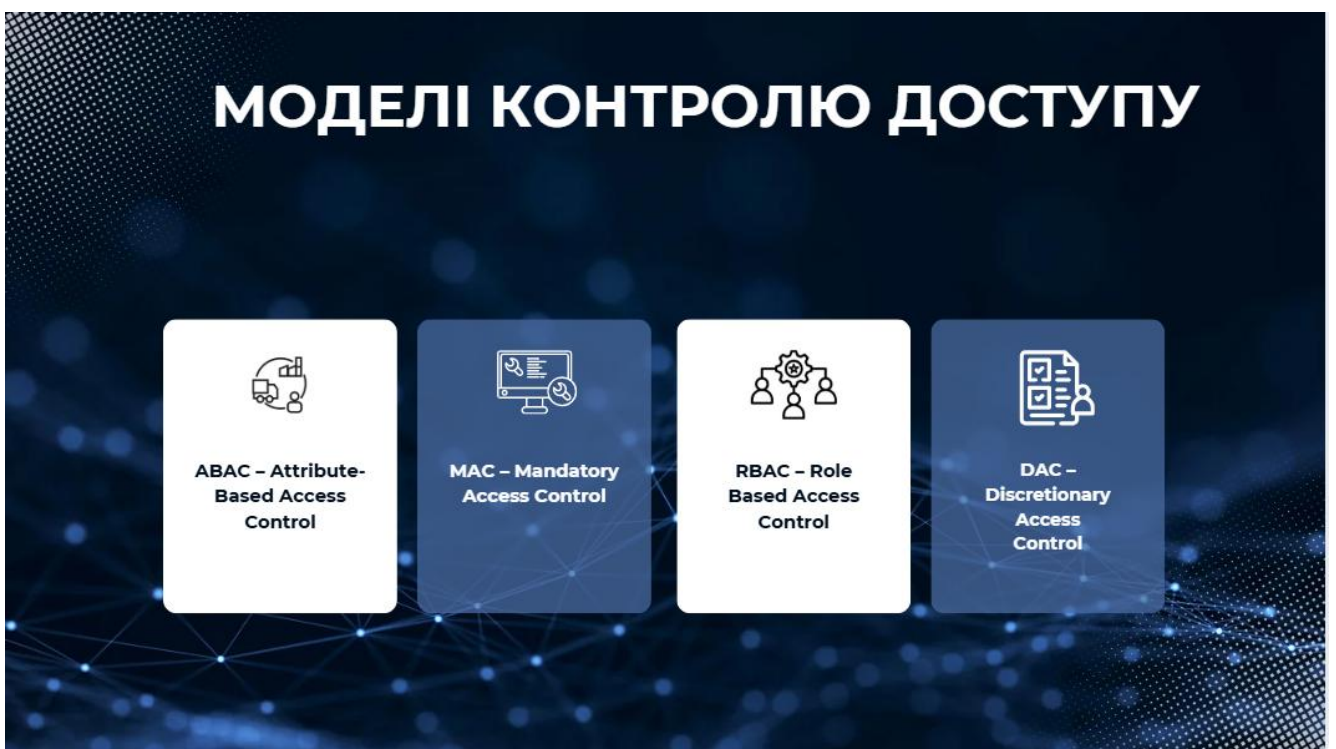 МОДЕЛІ КОНТРОЛЮ ДОСТУПУ
ABAC – Attribute-
Based Access
Control
MAC – Mandatory
Access Control
RBAC – Role
Based Access
Control
DAC –
Discretionary
Access
Control